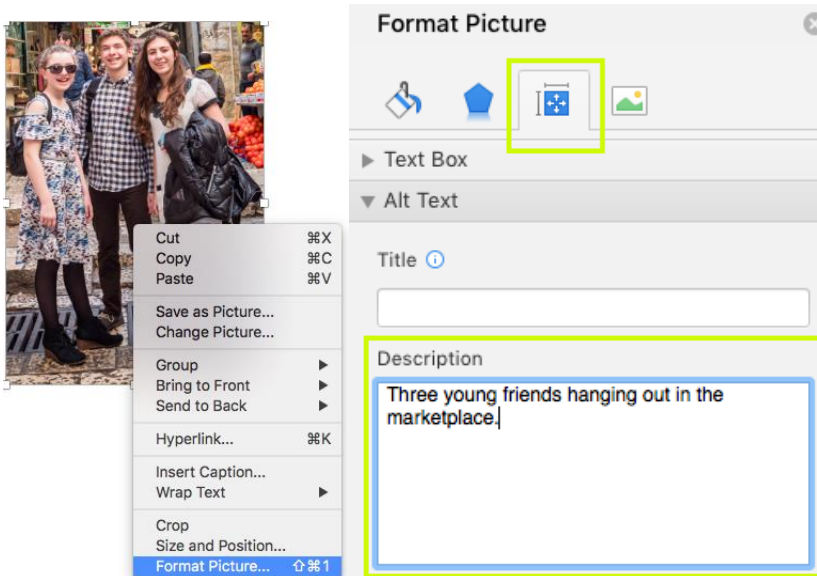 Cut ⌘X
Copy ⌘C
Paste ⌘V
Save as Picture...
Change Picture...
Group
Bring to Front
Send to Back
Hyperlink... ⌘K
Insert Caption...
Wrap Text
Crop
Size and Position...
Format Picture... ⇧⌘1
Format Picture
Text Box
Alt Text
Title
Description
Three young friends hanging out in the
marketplace.